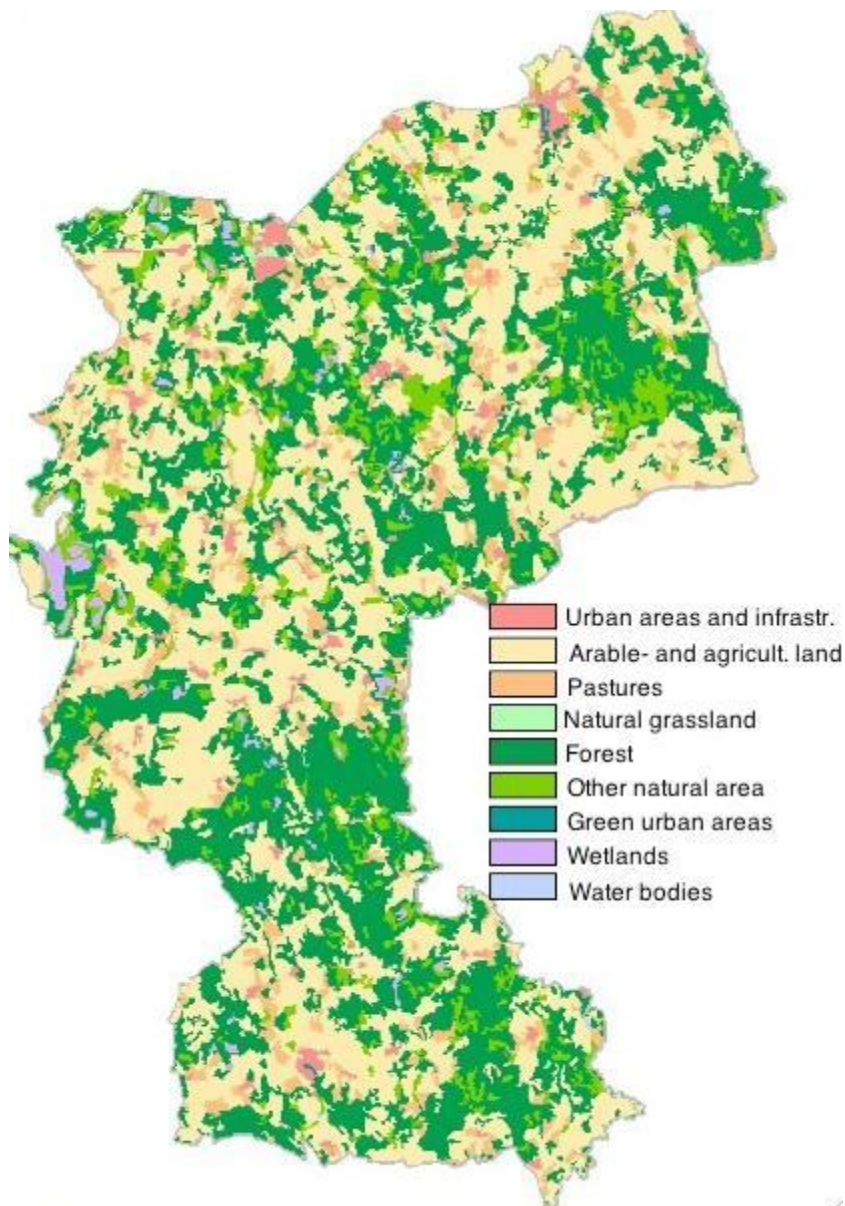 Urban areas and infrastr.
Arable- and agricult. land
Pastures
Natural grassland
Forest
Other natural area
Green urban areas
Wetlands
Water bodies